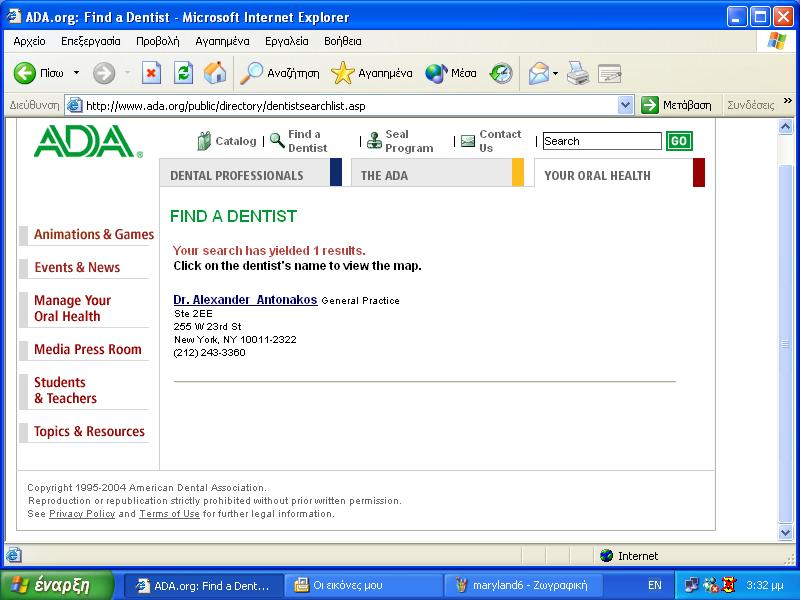 ADA.org: Find a Dentist - Microsoft Internet Explorer
Αρχείο Επεξεργασία Προβολή Αγαπημένα Εργαλεία Βοήθεια
Πίσω Αναζήτηση Αγαπημένα Μέσα
Διεύθυνση http://www.ada.org/public/directory/dentistsearchlist.asp Μετάβαση Συνδέσεις »
ADA®
Catalog | Find a Dentist | Seal Program | Contact Us | Search GO
DENTAL PROFESSIONALS THE ADA YOUR ORAL HEALTH
Animations & Games
Events & News
Manage Your
Oral Health
Media Press Room
Students
& Teachers
Topics & Resources
FIND A DENTIST
Your search has yielded 1 results.
Click on the dentist's name to view the map.
Dr. Alexander Antonakos General Practice
Ste 2EE
255 W 23rd St
New York, NY 10011-2322
(212) 243-3360
Copyright 1995-2004 American Dental Association.
Reproduction or republication strictly prohibited without prior written permission.
See Privacy Policy and Terms of Use for further legal information.
Internet
έναρξη ADA.org: Find a Dent... Οι εικόνες μου maryland6 - Ζωγραφική EN 3:32 μμ